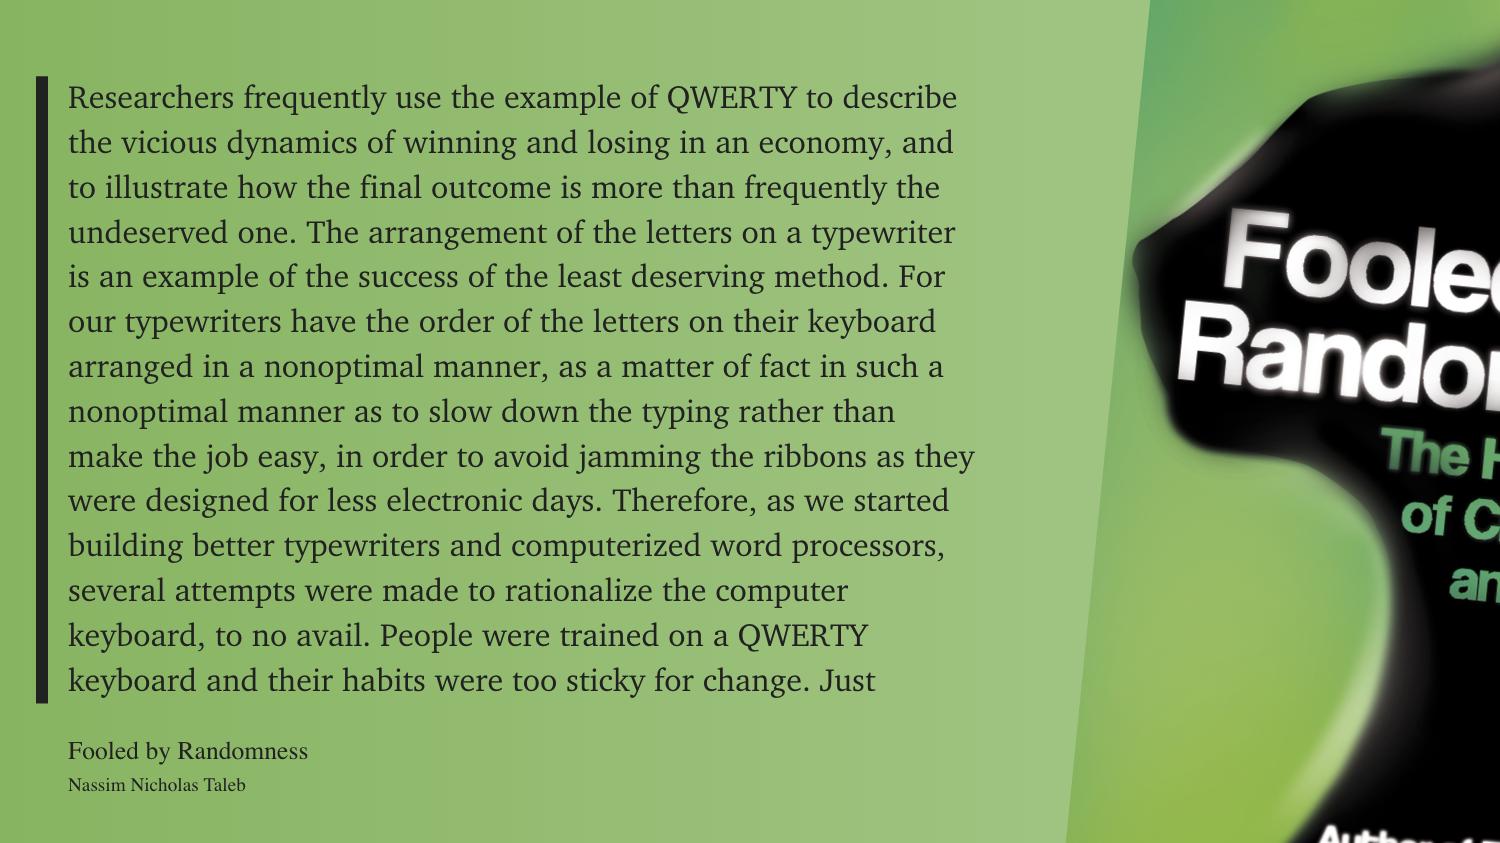 Researchers frequently use the example of QWERTY to describe
the vicious dynamics of winning and losing in an economy, and
to illustrate how the final outcome is more than frequently the
undeserved one. The arrangement of the letters on a typewriter
is an example of the success of the least deserving method. For
our typewriters have the order of the letters on their keyboard
arranged in a nonoptimal manner, as a matter of fact in such a
nonoptimal manner as to slow down the typing rather than
make the job easy, in order to avoid jamming the ribbons as they
were designed for less electronic days. Therefore, as we started
building better typewriters and computerized word processors,
several attempts were made to rationalize the computer
keyboard, to no avail. People were trained on a QWERTY
keyboard and their habits were too sticky for change. Just
Fooled by Randomness
Nassim Nicholas Taleb
Foole
Rando
The H
of C
an
Author of